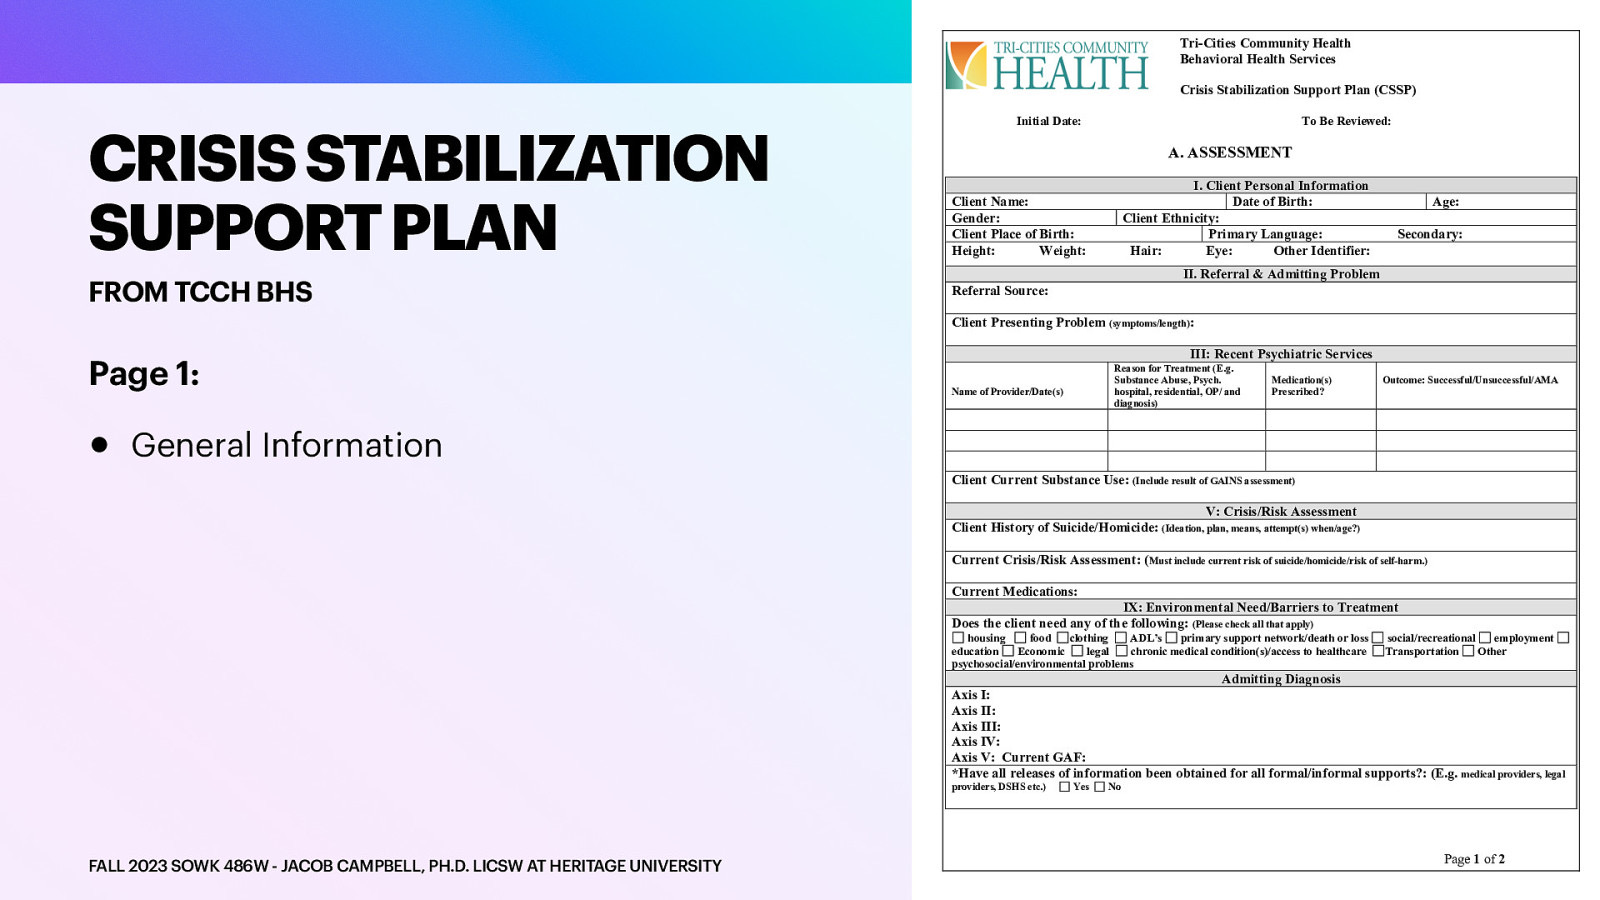 CRISIS STABILIZATION
SUPPORT PLAN
FROM TCCH BHS
Page 1:
• General Information
FALL 2023 SOWK 486W - JACOB CAMPBELL, PH.D. LICSW AT HERITAGE UNIVERSITY
TRI-CITIES COMMUNITY
HEALTH
Tri-Cities Community Health
Behavioral Health Services
Crisis Stabilization Support Plan (CSSP)
Initial Date: To Be Reviewed:
A. ASSESSMENT
I. Client Personal Information
Client Name: Date of Birth: Age:
Gender: Client Ethnicity:
Client Place of Birth: Primary Language: Secondary:
Height: Weight: Hair: Eye: Other Identifier:
II. Referral & Admitting Problem
Referral Source:
Client Presenting Problem (symptoms/length):
III: Recent Psychiatric Services
Name of Provider/Date(s)
Reason for Treatment (E.g.
Substance Abuse, Psych.
hospital, residential, OP/ and
diagnosis)
Medication(s)
Prescribed?
Outcome: Successful/Unsuccessful/AMA
Client Current Substance Use: (Include result of GAINS assessment)
V: Crisis/Risk Assessment
Client History of Suicide/Homicide: (Ideation, plan, means, attempt(s) when/age?)
Current Crisis/Risk Assessment: (Must include current risk of suicide/homicide/risk of self-harm.)
Current Medications:
IX: Environmental Need/Barriers to Treatment
Does the client need any of the following: (Please check all that apply)
☐ housing ☐ food ☐ clothing ☐ ADL's ☐ primary support network/death or loss ☐ social/recreational ☐ employment ☐
education ☐ Economic ☐ legal ☐ chronic medical condition(s)/access to healthcare ☐ Transportation ☐ Other
psychosocial/environmental problems
Admitting Diagnosis
Axis I:
Axis II:
Axis III:
Axis IV:
Axis V: Current GAF:
*Have all releases of information been obtained for all formal/informal supports?: (E.g. medical providers, legal
providers, DSHS etc.) ☐ Yes ☐ No
Page 1 of 2